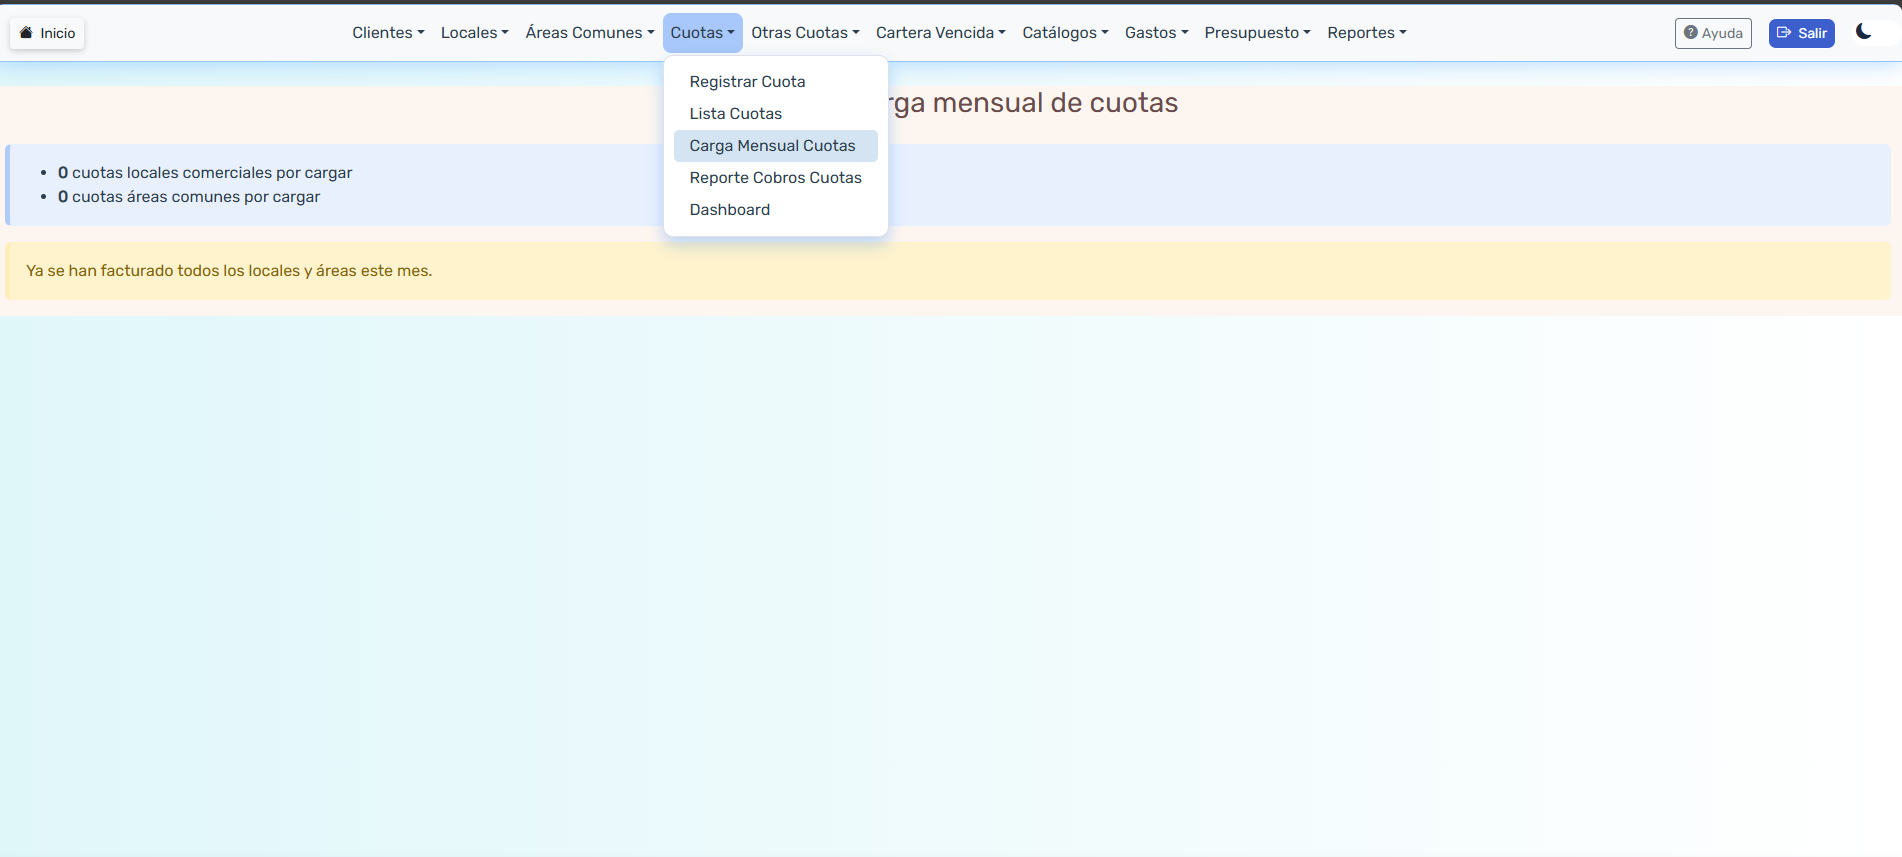 Inicio
Clientes
Locales
Áreas Comunes
Cuotas
Otras Cuotas
Cartera Vencida
Catálogos
Gastos
Presupuesto
Reportes
Ayuda
Salir
Registrar Cuota
Lista Cuotas
Carga Mensual Cuotas
Reporte Cobros Cuotas
Dashboard
rga mensual de cuotas
0 cuotas locales comerciales por cargar
0 cuotas áreas comunes por cargar
Ya se han facturado todos los locales y áreas este mes.